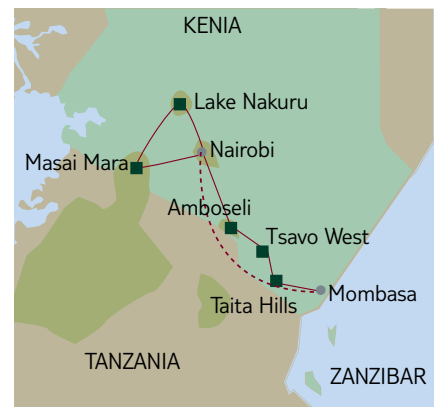 KENIA
Lake Nakuru
Nairobi
Masai Mara
Amboseli
Tsavo West
Taita Hills
Mombasa
TANZANIA
ZANZIBAR